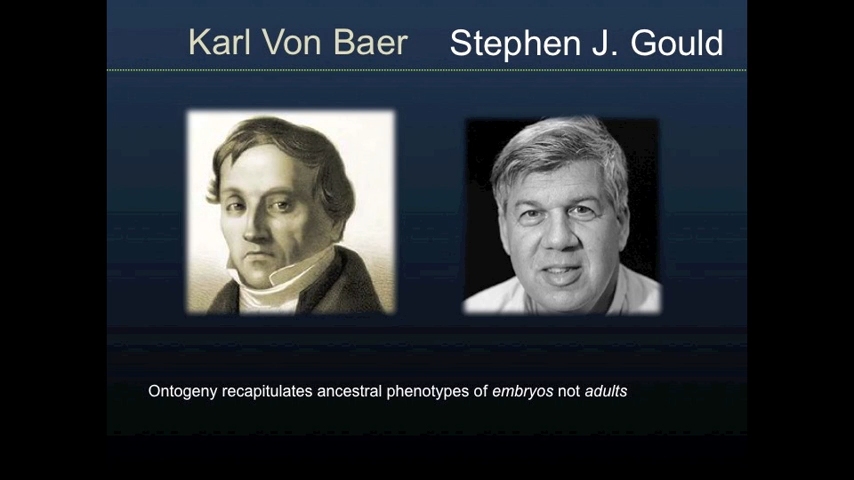 Karl Von Baer Stephen J. Gould
Ontogeny recapitulates ancestral phenotypes of embryos not adults